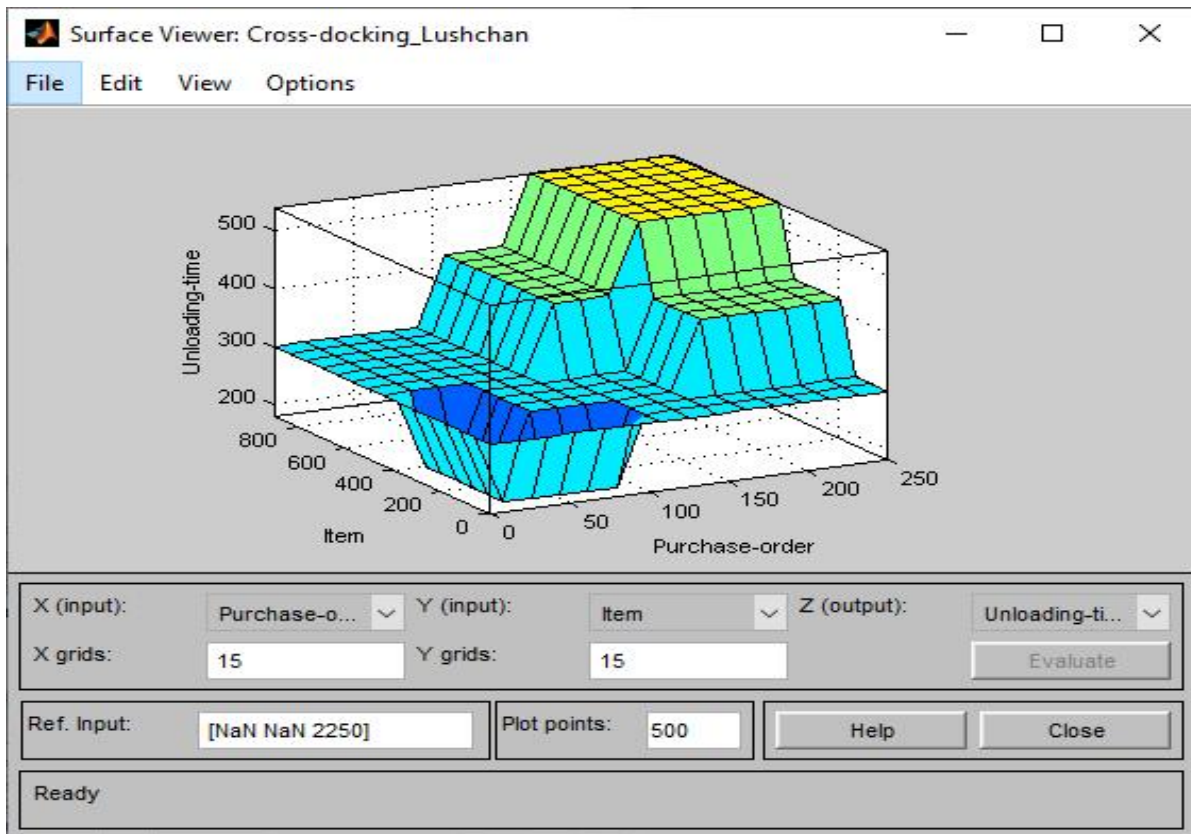 Surface Viewer: Cross-docking_Lushchan
File Edit View Options
500
400
300
200
Unloading-time
800
600
400
200
0
Item
0
50
100
150
200
250
Purchase-order
X (input): Purchase-o... Y (input): Item Z (output): Unloading-ti...
X grids: 15 Y grids: 15 Evaluate
Ref. Input: [NaN NaN 2250] Plot points: 500 Help Close
Ready